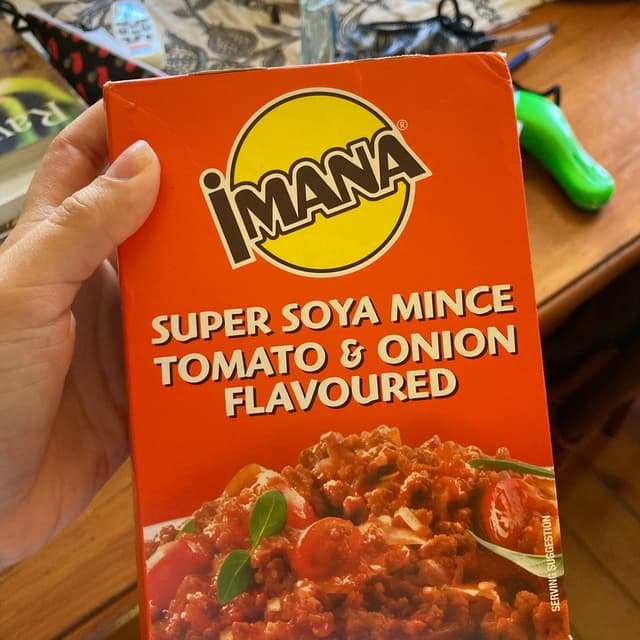 iMANA®
SUPER SOYA MINCE
TOMATO & ONION
FLAVOURED
SERVING SUGGESTION